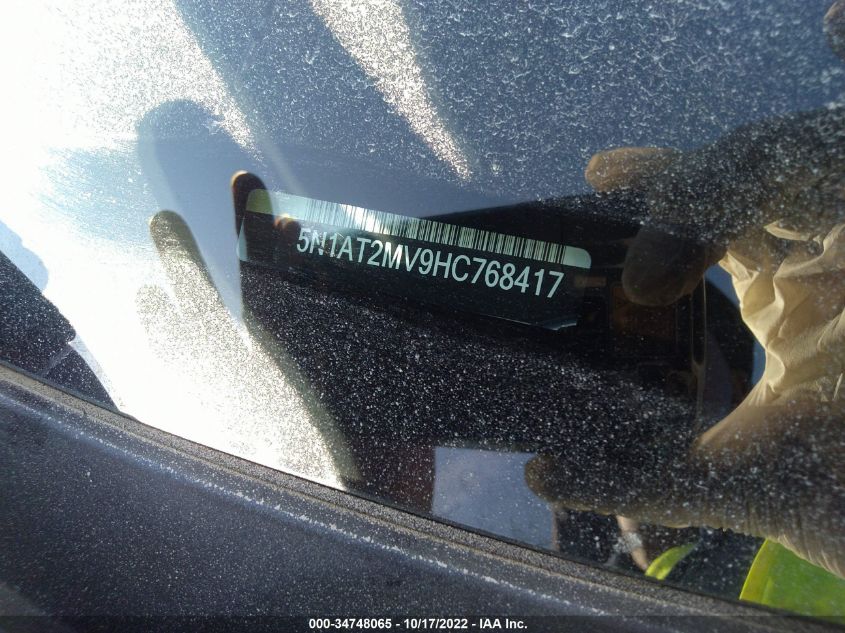 5N1AT2MV9HC768417
000-34748065 - 10/17/2022 - IAA Inc.